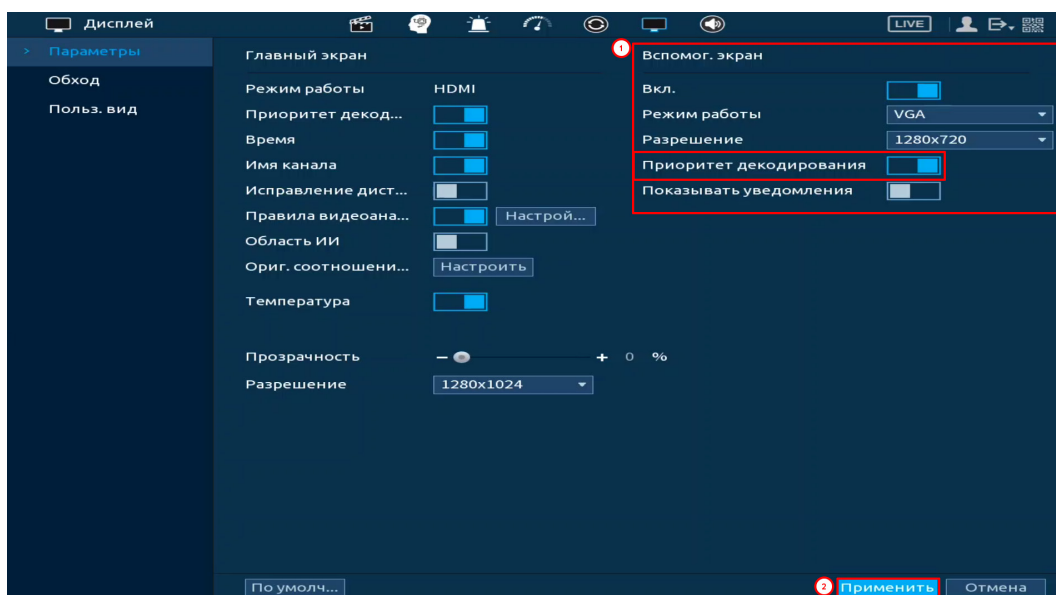 Дисплей
LIVE
> Параметры
Обход
Польз. вид
Главный экран
Режим работы HDMI
Приоритет декод...
Время
Имя канала
Исправление дист...
Правила видеоана... Настрой...
Область ИИ
Ориг. соотношени... Настроить
Температура
Прозрачность − + 0 %
Разрешение 1280x1024
1 Вспомог. экран
Вкл.
Режим работы VGA
Разрешение 1280x720
Приоритет декодирования
Показывать уведомления
По умолч...
2 Применить Отмена